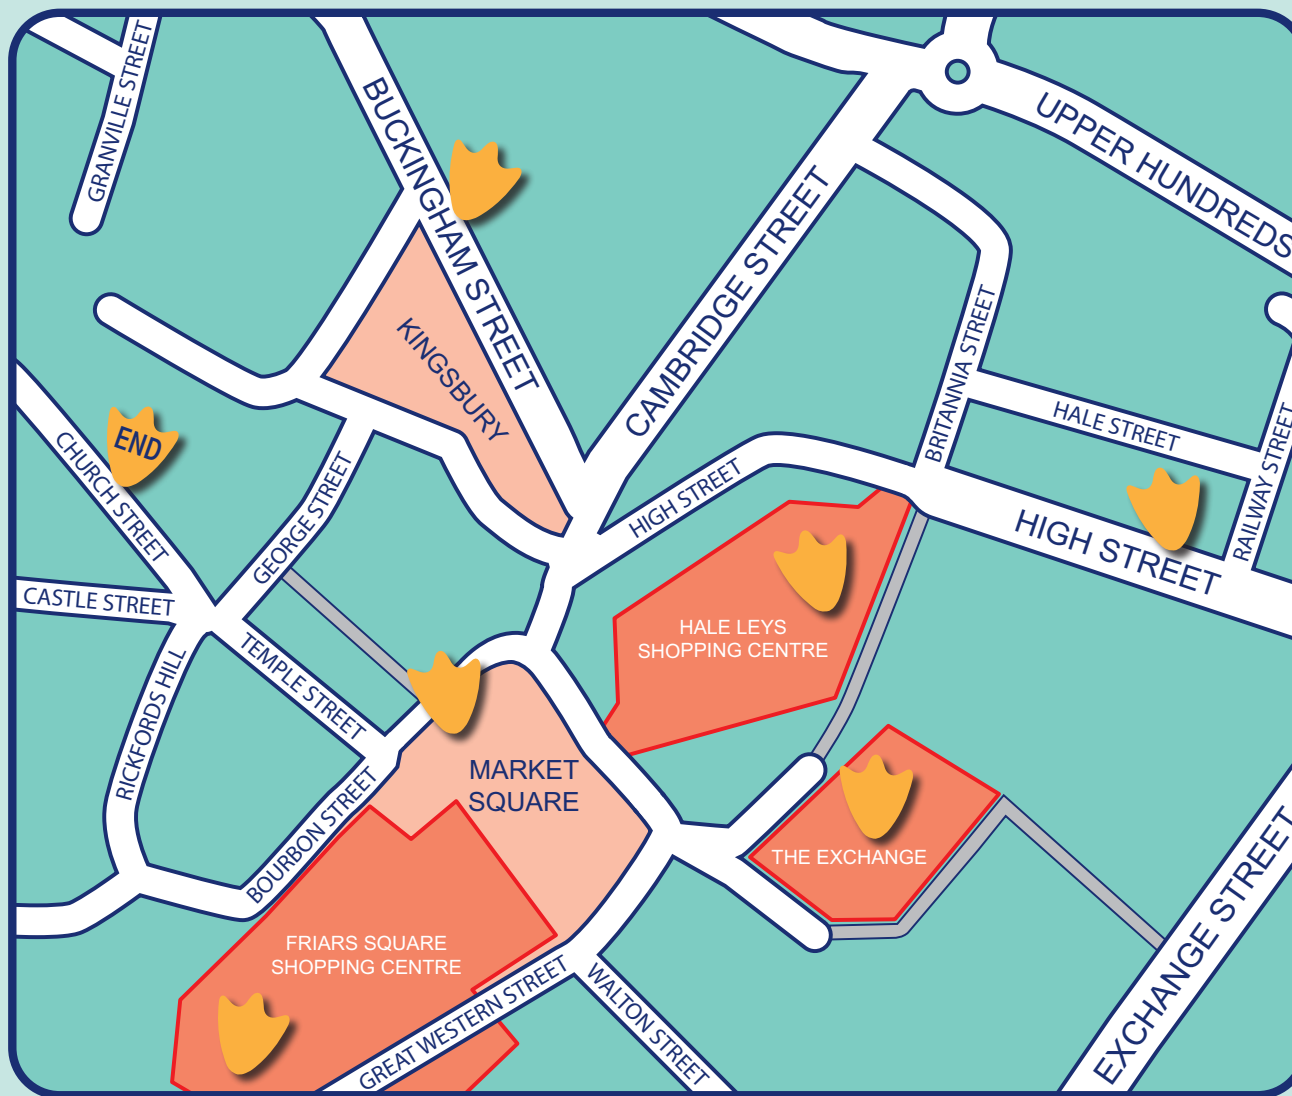 GRANVILLE STREET
BUCKINGHAM STREET
UPPER HUNDREDS
CAMBRIDGE STREET
KINGSBURY
BRITANNIA STREET
HALE STREET
RAILWAY STREET
END
CHURCH STREET
GEORGE STREET
HIGH STREET
HIGH STREET
CASTLE STREET
TEMPLE STREET
RICKFORDS HILL
HALE LEYS
SHOPPING CENTRE
MARKET
SQUARE
BOURBON STREET
THE EXCHANGE
EXCHANGE STREET
FRIARS SQUARE
SHOPPING CENTRE
GREAT WESTERN STREET
WALTON STREET